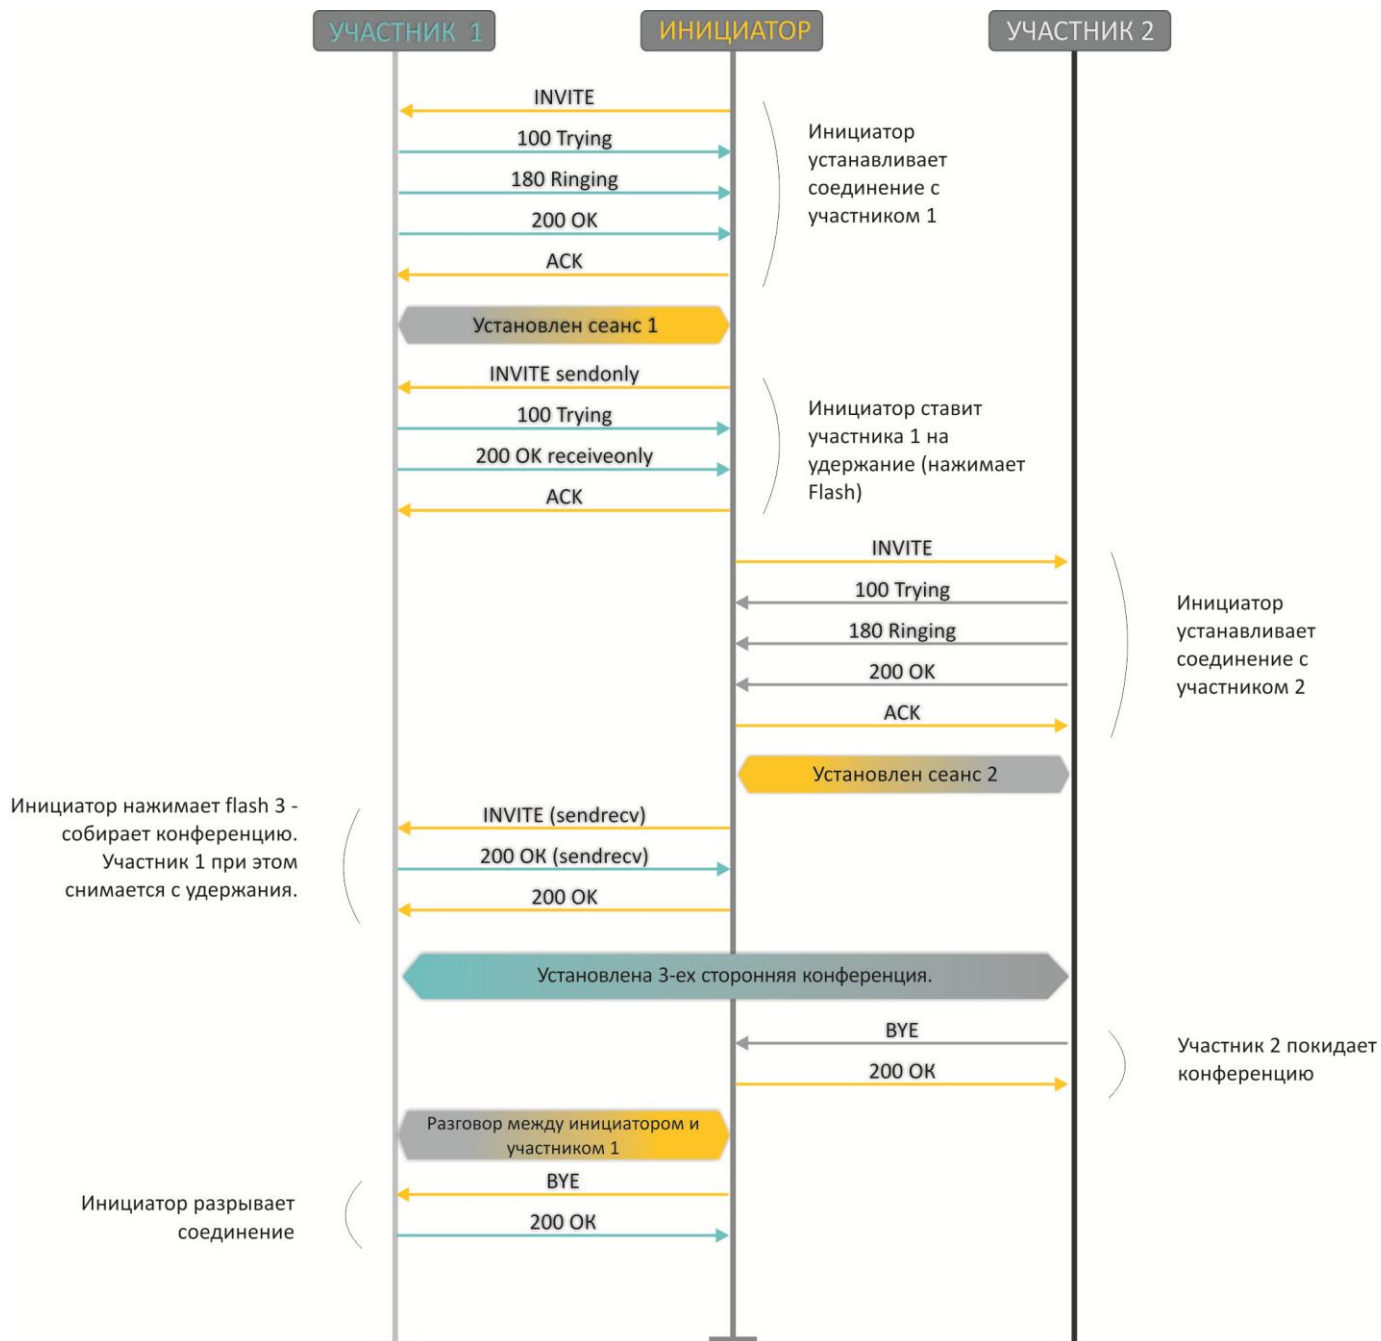 УЧАСТНИК 1
ИНИЦИАТОР
УЧАСТНИК 2
INVITE
100 Trying
180 Ringing
200 OK
ACK
Инициатор
устанавливает
соединение с
участником 1
Установлен сеанс 1
INVITE sendonly
100 Trying
200 OK receiveonly
ACK
Инициатор ставит
участника 1 на
удержание (нажимает
Flash)
INVITE
100 Trying
180 Ringing
200 OK
ACK
Инициатор
устанавливает
соединение с
участником 2
Установлен сеанс 2
Инициатор нажимает flash 3 -
собирает конференцию.
Участник 1 при этом
снимается с удержания.
INVITE (sendrecv)
200 OK (sendrecv)
200 OK
Установлена 3-ех сторонняя конференция.
BYE
200 OK
Участник 2 покидает
конференцию
Разговор между инициатором и
участником 1
BYE
200 OK
Инициатор разрывает
соединение